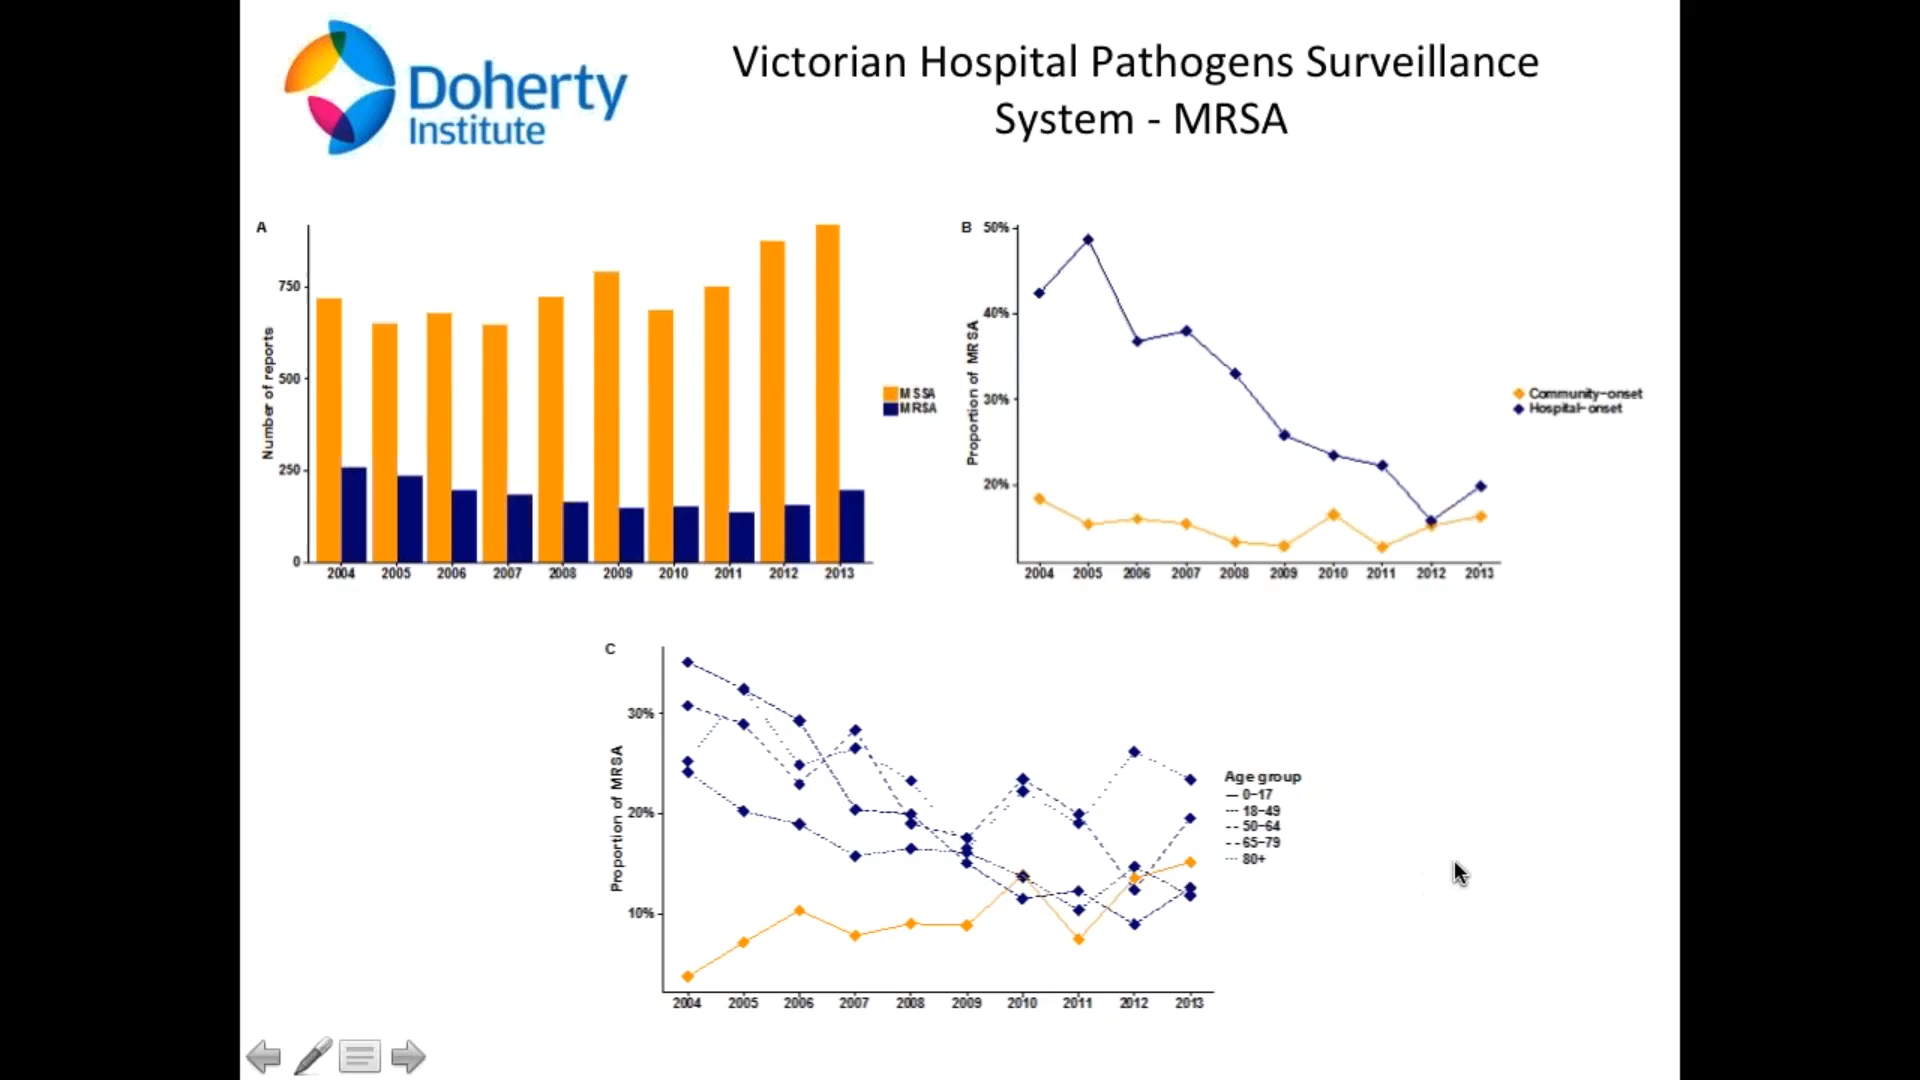 Doherty
Institute
Victorian Hospital Pathogens Surveillance
System - MRSA
A
Number of reports
750
500
250
0
2004 2005 2006 2007 2008 2009 2010 2011 2012 2013
MSSA
MRSA
B
Proportion of MRSA
50%
40%
30%
20%
2004 2005 2006 2007 2008 2009 2010 2011 2012 2013
Community-onset
Hospital-onset
C
Proportion of MRSA
30%
20%
10%
2004 2005 2006 2007 2008 2009 2010 2011 2012 2013
Age group
0-17
18-49
50-64
65-79
80+